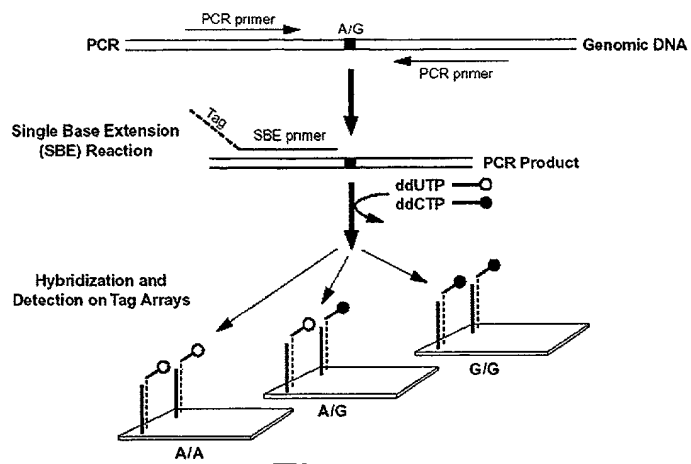 PCR primer
A/G
PCR
Genomic DNA
PCR primer
Tag
SBE primer
Single Base Extension
(SBE) Reaction
PCR Product
ddUTP
ddCTP
Hybridization and
Detection on Tag Arrays
G/G
A/G
A/A